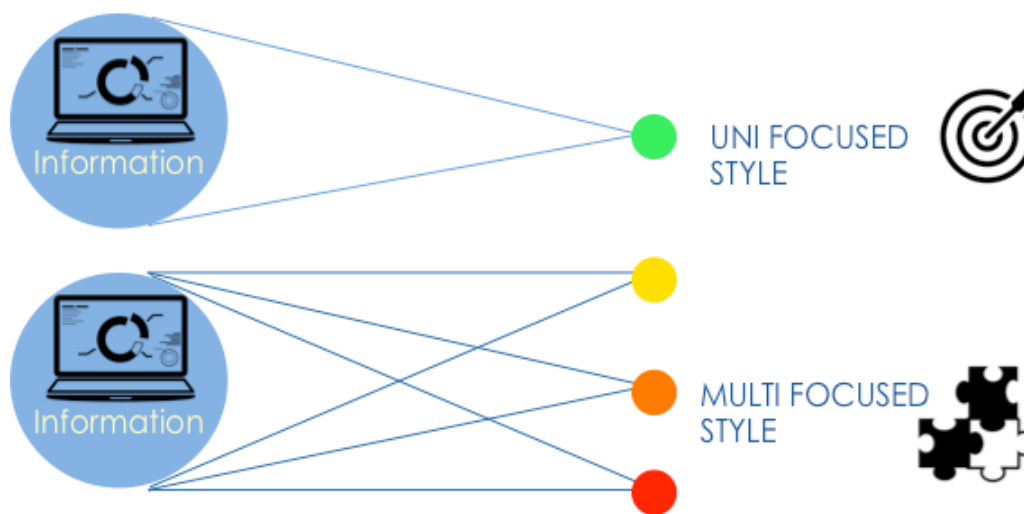 Information
UNI FOCUSED
STYLE
Information
MULTI FOCUSED
STYLE